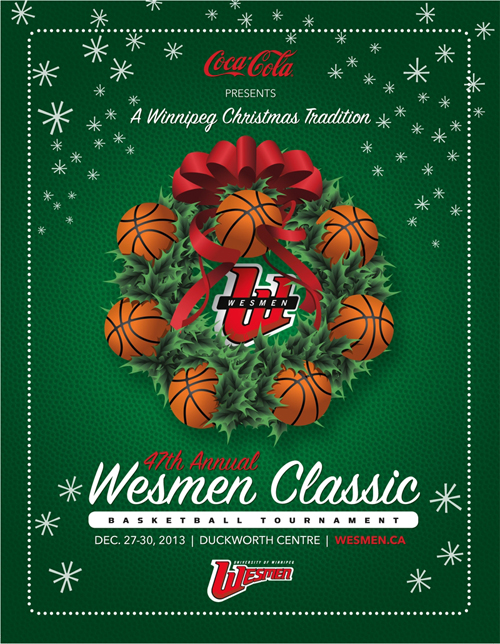 Coca-Cola
PRESENTS
A Winnipeg Christmas Tradition
WESMEN
47th Annual
Wesmen Classic
BASKETBALL TOURNAMENT
DEC. 27-30, 2013 | DUCKWORTH CENTRE | WESMEN.CA
UNIVERSITY OF WINNIPEG
WESMEN